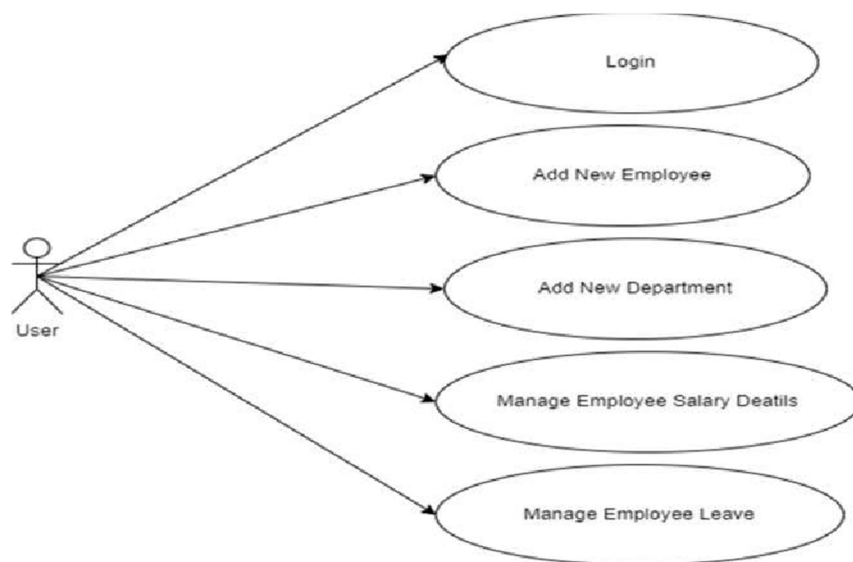 Login
Add New Employee
Add New Department
User
Manage Employee Salary Deatils
Manage Employee Leave